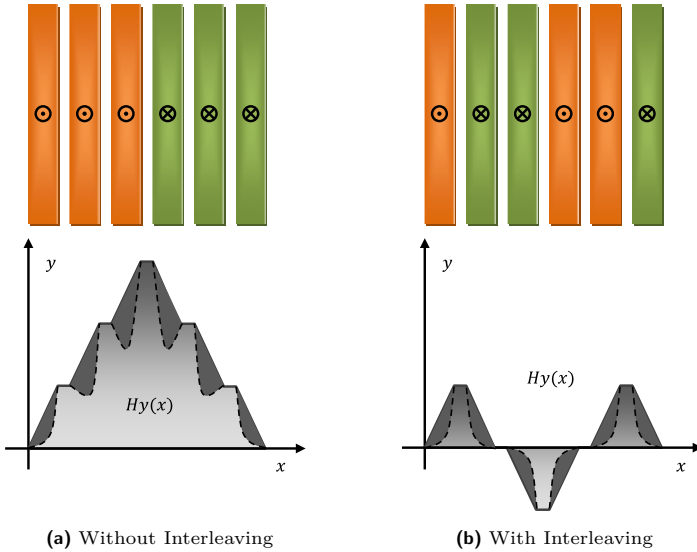 y
Hy(x)
x
(a) Without Interleaving
y
Hy(x)
x
(b) With Interleaving